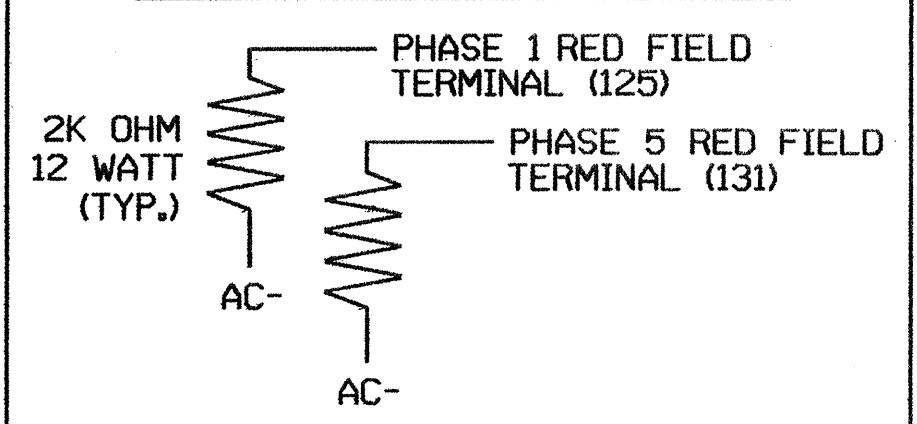 PHASE 1 RED FIELD
TERMINAL (125)
2K OHM
12 WATT
(TYP.)
AC-
PHASE 5 RED FIELD
TERMINAL (131)
AC-